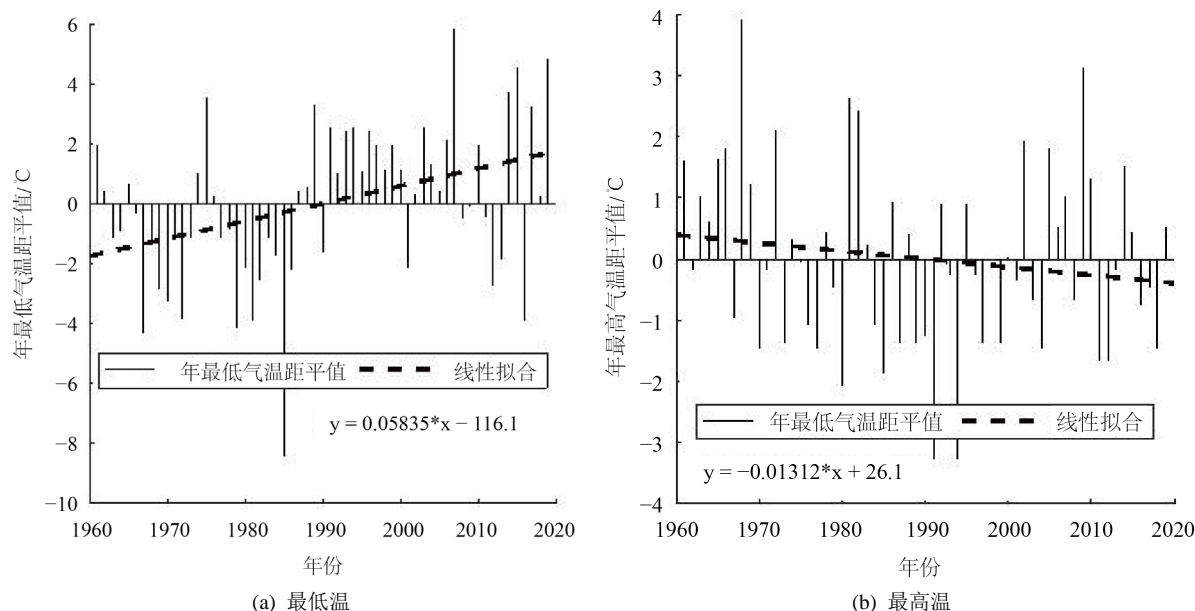 6
4
2
0
−2
−4
−6
−8
−10
年最低气温距平值/℃
年最低气温距平值 线性拟合
y = 0.05835*x − 116.1
1960 1970 1980 1990 2000 2010 2020
年份
(a) 最低温
4
3
2
1
0
−1
−2
−3
−4
年最高气温距平值/℃
年最低气温距平值 线性拟合
y = −0.01312*x + 26.1
1960 1970 1980 1990 2000 2010 2020
年份
(b) 最高温